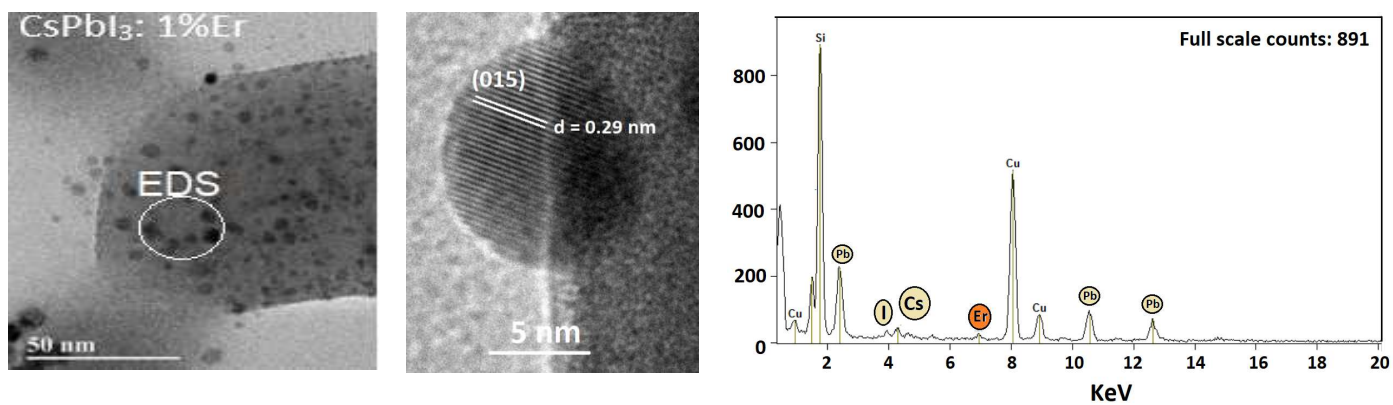 CsPbI₃: 1%Er
EDS
50 nm
(015)
d = 0.29 nm
5 nm
Full scale counts: 891
Si
Cu
Pb
I
Cs
Er
Cu
Cu
Pb
Pb
800
600
400
200
0
2 4 6 8 10 12 14 16 18 20
KeV